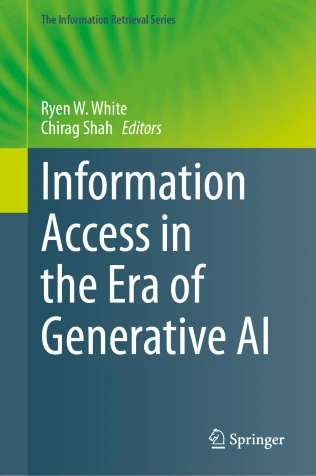 The Information Retrieval Series
Ryen W. White
Chirag Shah Editors
Information
Access in
the Era of
Generative AI
Springer